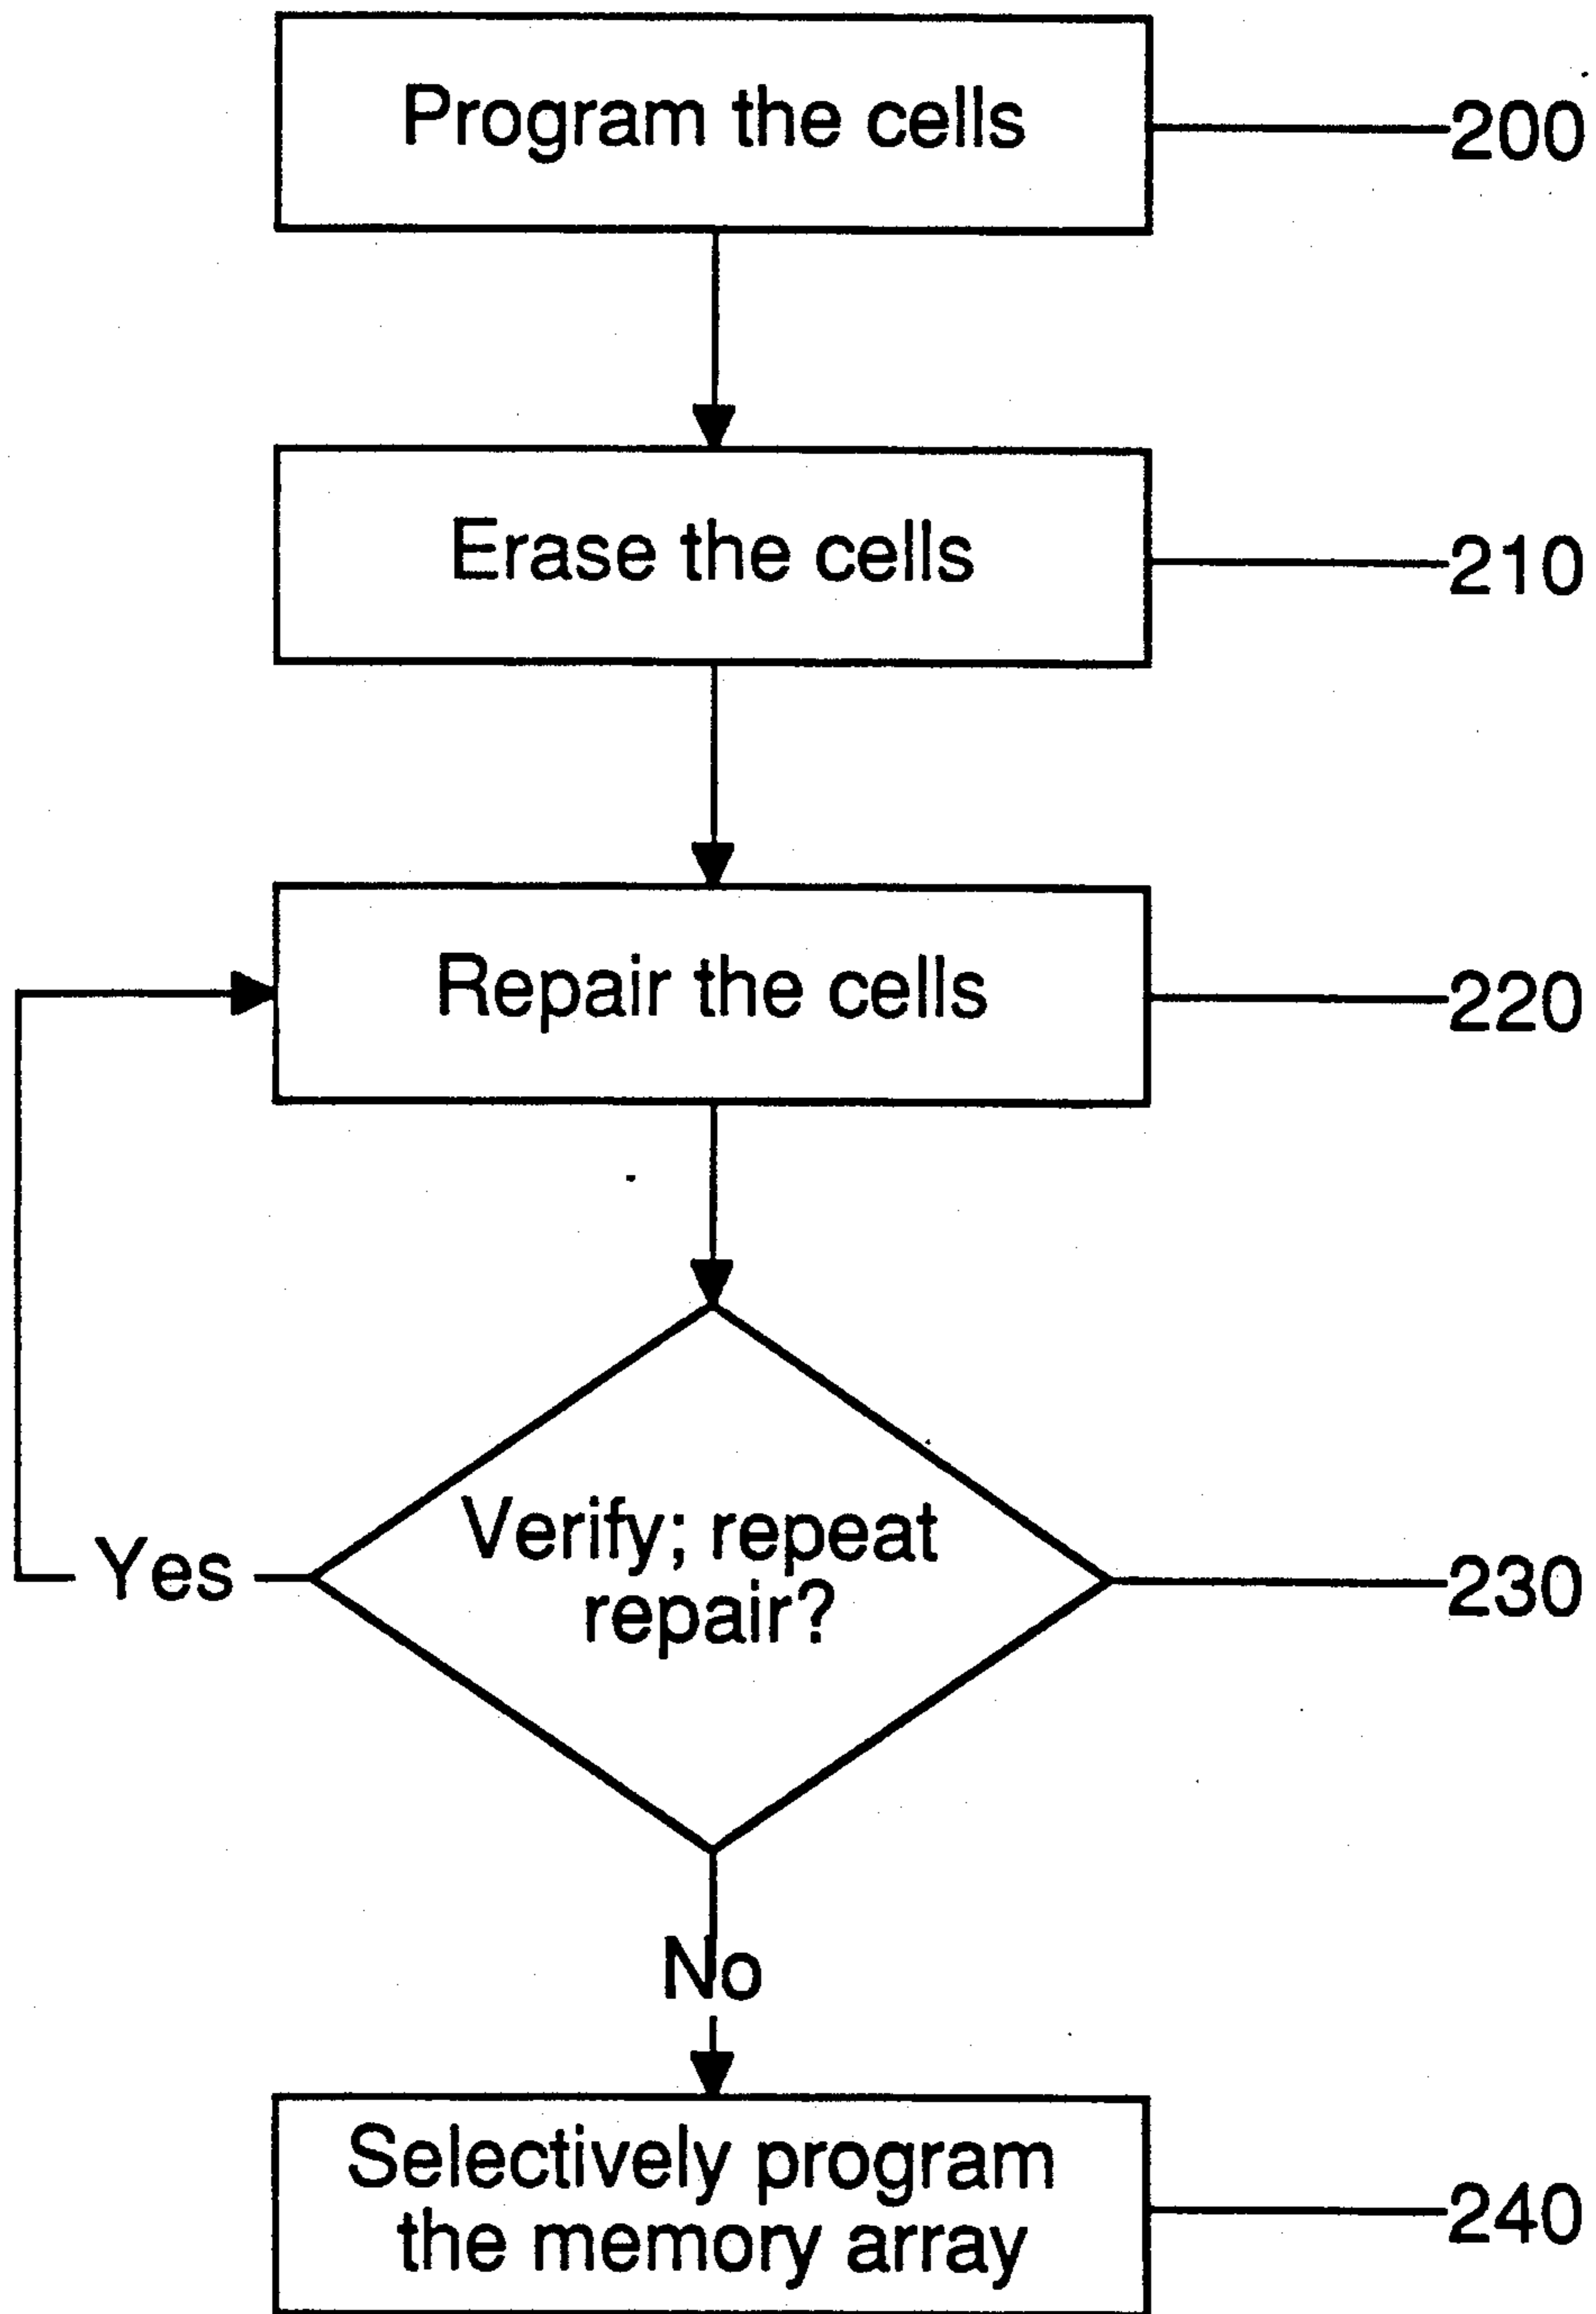 Program the cells
200
Erase the cells
210
Repair the cells
220
Verify; repeat
repair?
230
Yes
No
Selectively program
the memory array
240